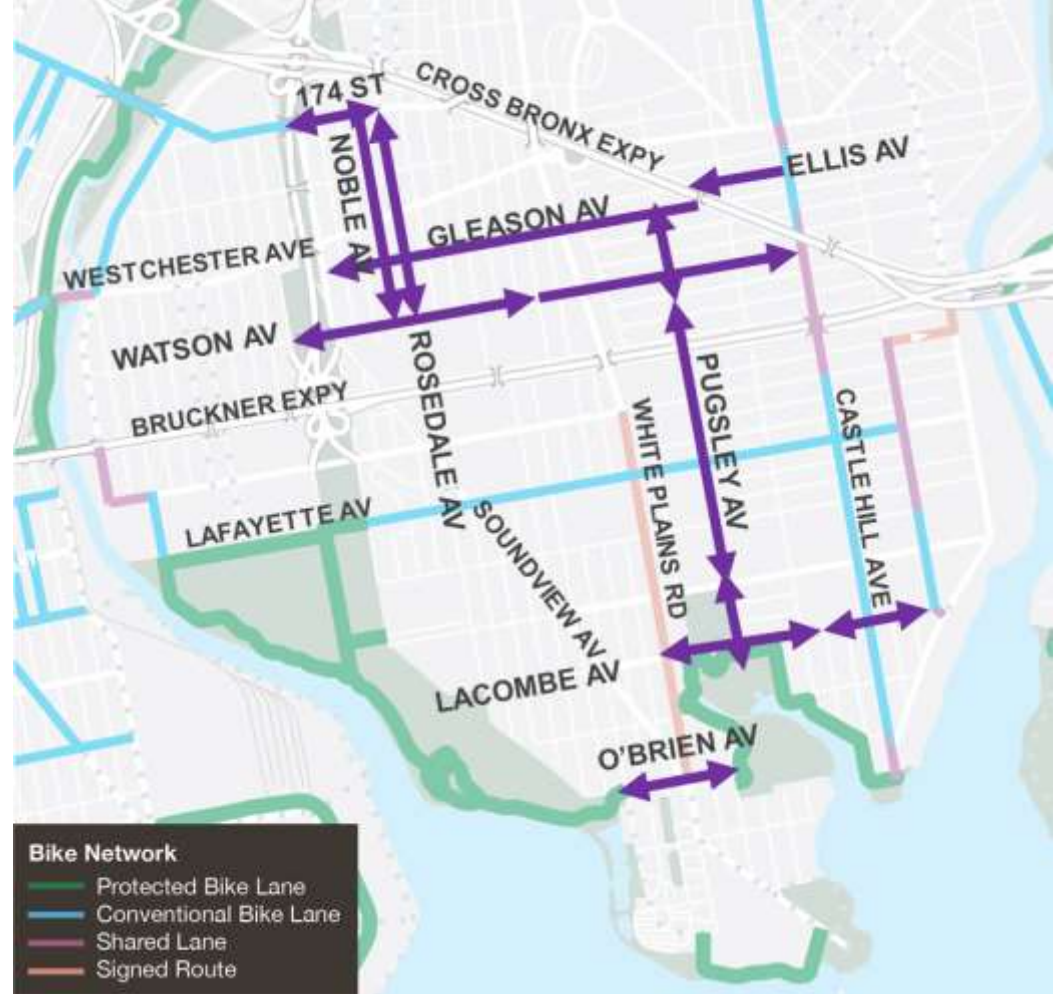 174 ST
CROSS BRONX EXPY
NOBLE AV
ELLIS AV
GLEASON AV
WESTCHESTER AVE
WATSON AV
BRUCKNER EXPY
ROSEDALE AV
PUGSLEY AV
WHITE PLAINS RD
CASTLE HILL AVE
LAFAYETTE AV
SOUNDVIEW AV
LACOMBE AV
O'BRIEN AV
Bike Network
Protected Bike Lane
Conventional Bike Lane
Shared Lane
Signed Route